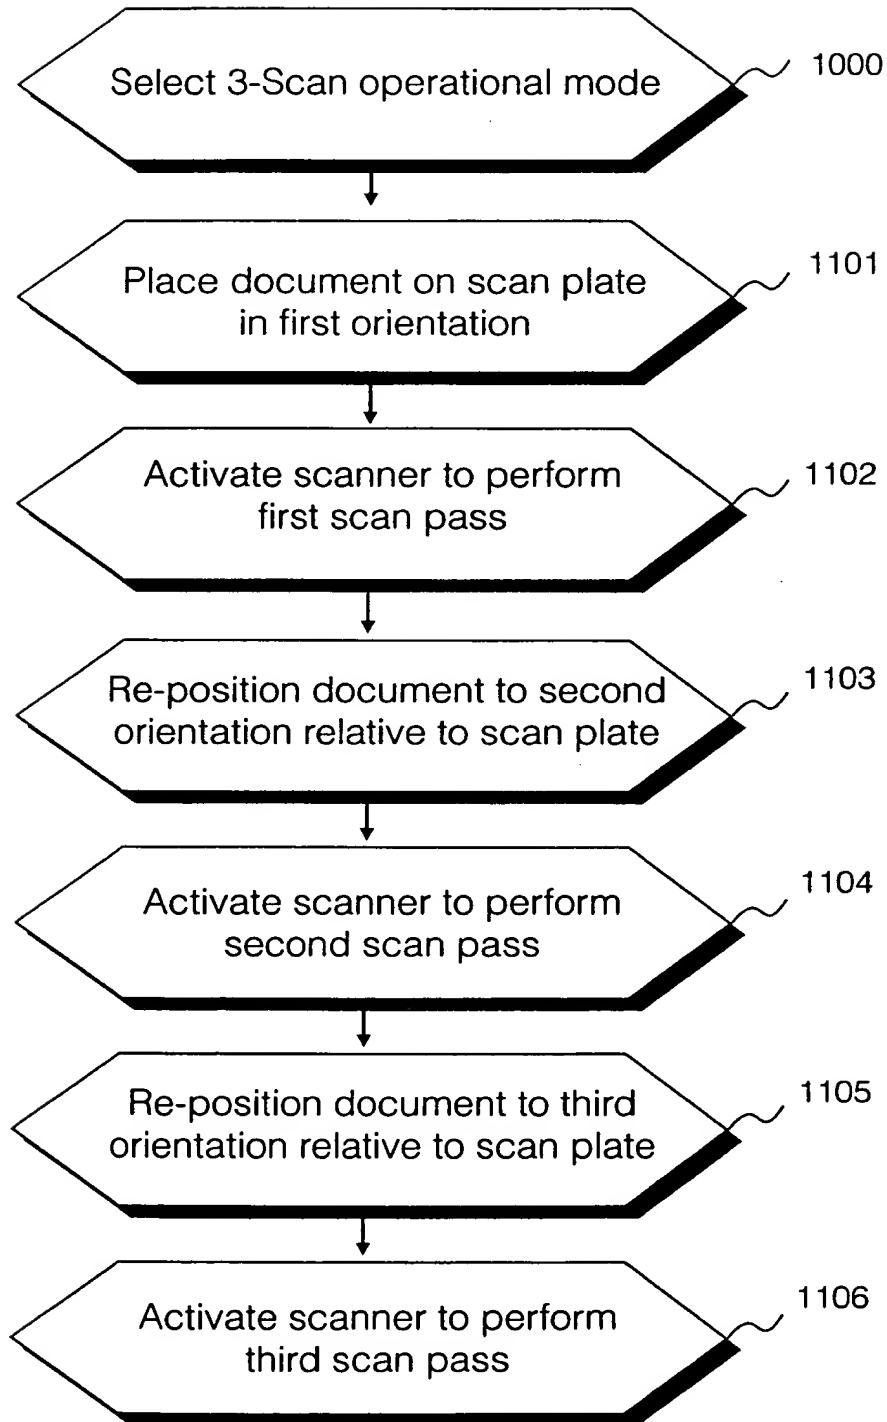 Select 3-Scan operational mode
1000
Place document on scan plate
in first orientation
1101
Activate scanner to perform
first scan pass
1102
Re-position document to second
orientation relative to scan plate
1103
Activate scanner to perform
second scan pass
1104
Re-position document to third
orientation relative to scan plate
1105
Activate scanner to perform
third scan pass
1106